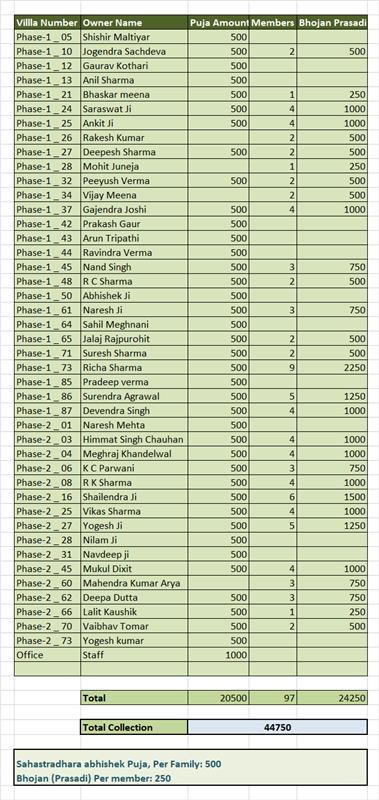 Villla Number Owner Name Puja Amount Members Bhojan Prasadi
Phase-1 _ 05 Shishir Maltiyar 500
Phase-1 _ 10 Jogendra Sachdeva 500 2 500
Phase-1 _ 12 Gaurav Kothari 500
Phase-1 _ 13 Anil Sharma 500
Phase-1 _ 21 Bhaskar meena 500 1 250
Phase-1 _ 24 Saraswat Ji 500 4 1000
Phase-1 _ 25 Ankit Ji 500 4 1000
Phase-1 _ 26 Rakesh Kumar 2 500
Phase-1 _ 27 Deepesh Sharma 500 2 500
Phase-1 _ 28 Mohit Juneja 1 250
Phase-1 _ 32 Peeyush Verma 500 2 500
Phase-1 _ 34 Vijay Meena 2 500
Phase-1 _ 37 Gajendra Joshi 500 4 1000
Phase-1 _ 42 Prakash Gaur 500
Phase-1 _ 43 Arun Tripathi 500
Phase-1 _ 44 Ravindra Verma 500
Phase-1 _ 45 Nand Singh 500 3 750
Phase-1 _ 48 R C Sharma 500 2 500
Phase-1 _ 50 Abhishek Ji 500
Phase-1 _ 61 Naresh Ji 500 3 750
Phase-1 _ 64 Sahil Meghnani 500
Phase-1 _ 65 Jalaj Rajpurohit 500 2 500
Phase-1 _ 71 Suresh Sharma 500 2 500
Phase-1 _ 73 Richa Sharma 500 9 2250
Phase-1 _ 85 Pradeep verma 500
Phase-1 _ 86 Surendra Agrawal 500 5 1250
Phase-1 _ 87 Devendra Singh 500 4 1000
Phase-2 _ 01 Naresh Mehta 500
Phase-2 _ 03 Himmat Singh Chauhan 500 4 1000
Phase-2 _ 04 Meghraj Khandelwal 500 4 1000
Phase-2 _ 06 K C Parwani 500 3 750
Phase-2 _ 08 R K Sharma 500 4 1000
Phase-2 _ 16 Shailendra Ji 500 6 1500
Phase-2 _ 25 Vikas Sharma 500 4 1000
Phase-2 _ 27 Yogesh Ji 500 5 1250
Phase-2 _ 28 Nilam Ji 500
Phase-2 _ 31 Navdeep ji 500
Phase-2 _ 45 Mukul Dixit 500 4 1000
Phase-2 _ 60 Mahendra Kumar Arya 3 750
Phase-2 _ 62 Deepa Dutta 500 3 750
Phase-2 _ 66 Lalit Kaushik 500 1 250
Phase-2 _ 70 Vaibhav Tomar 500 2 500
Phase-2 _ 73 Yogesh kumar 500
Office Staff 1000
Total 20500 97 24250
Total Collection 44750
Sahastradhara abhishek Puja, Per Family: 500
Bhojan (Prasadi) Per member: 250